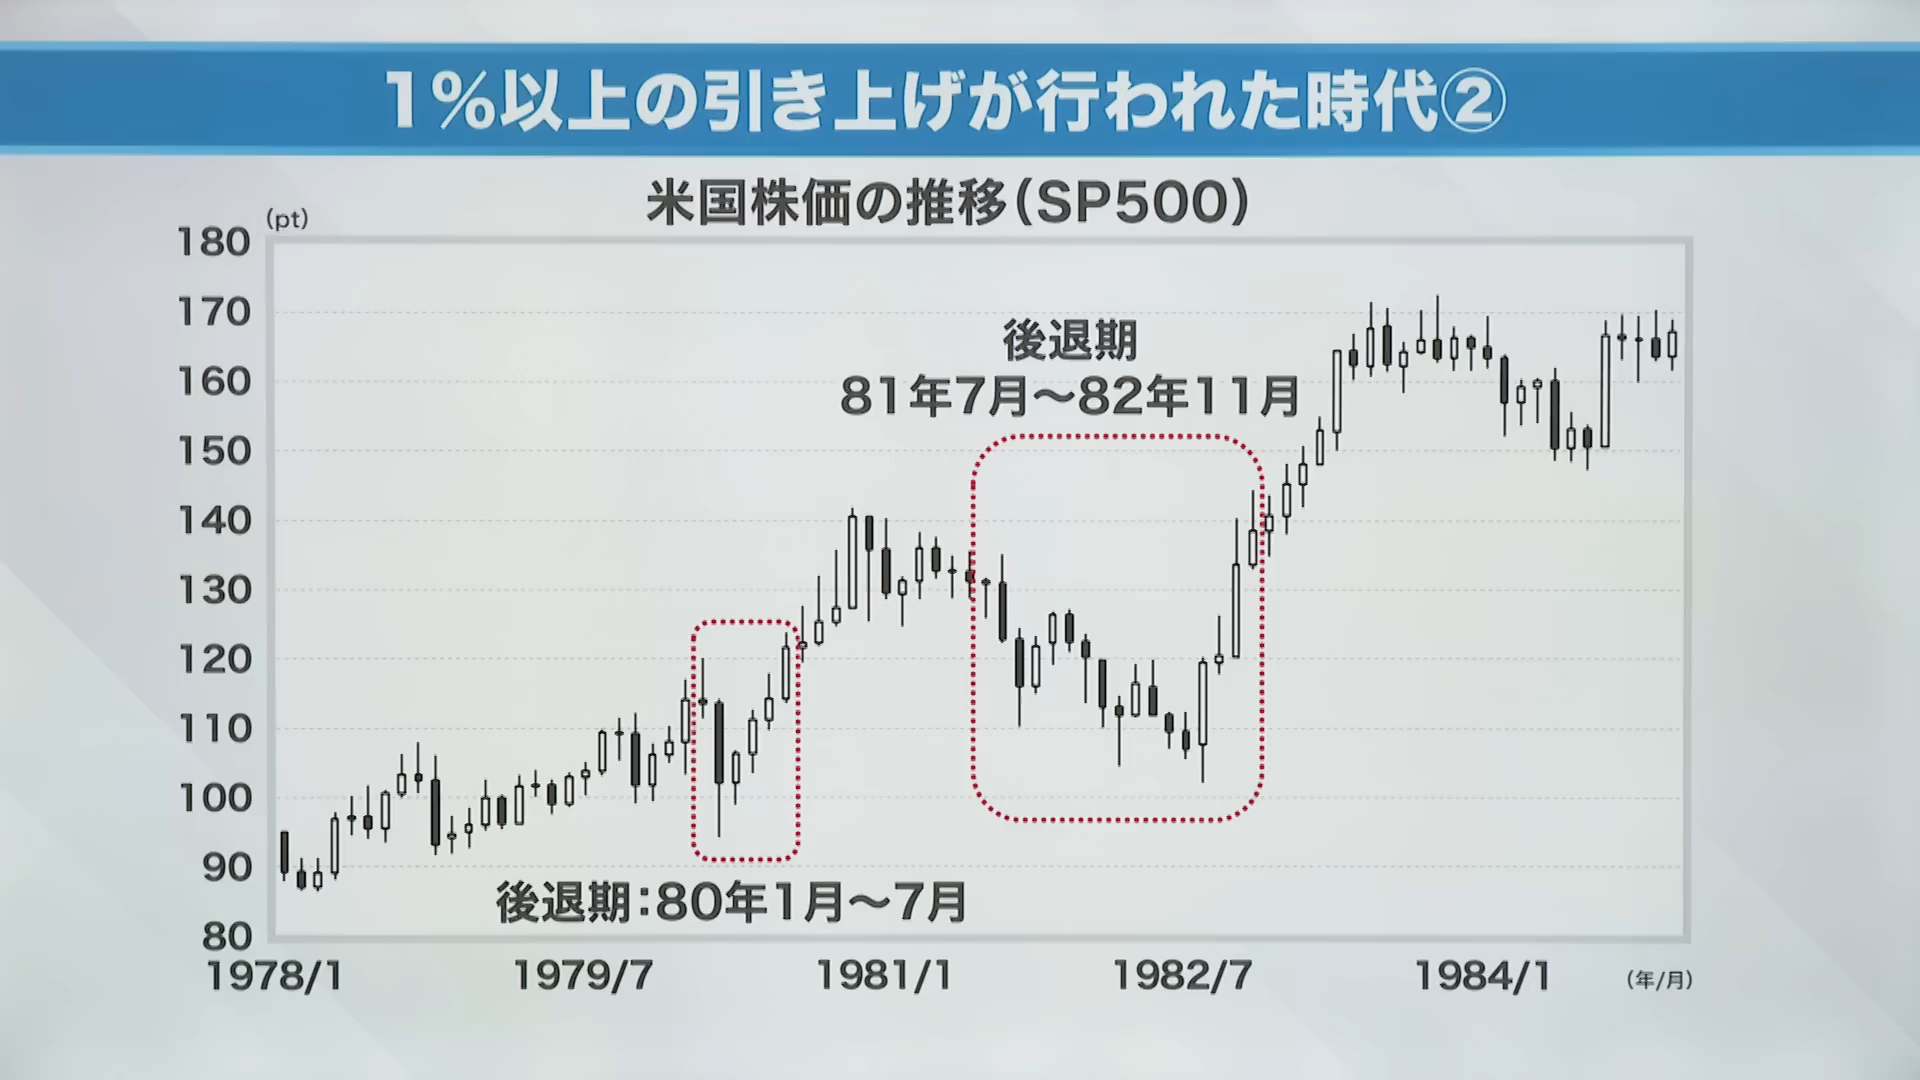 1%以上の引き上げが行われた時代②
米国株価の推移(SP500)
(pt)
180
170
160
150
140
130
120
110
100
90
80
後退期
81年7月~82年11月
後退期:80年1月~7月
1978/1
1979/7
1981/1
1982/7
1984/1
(年/月)